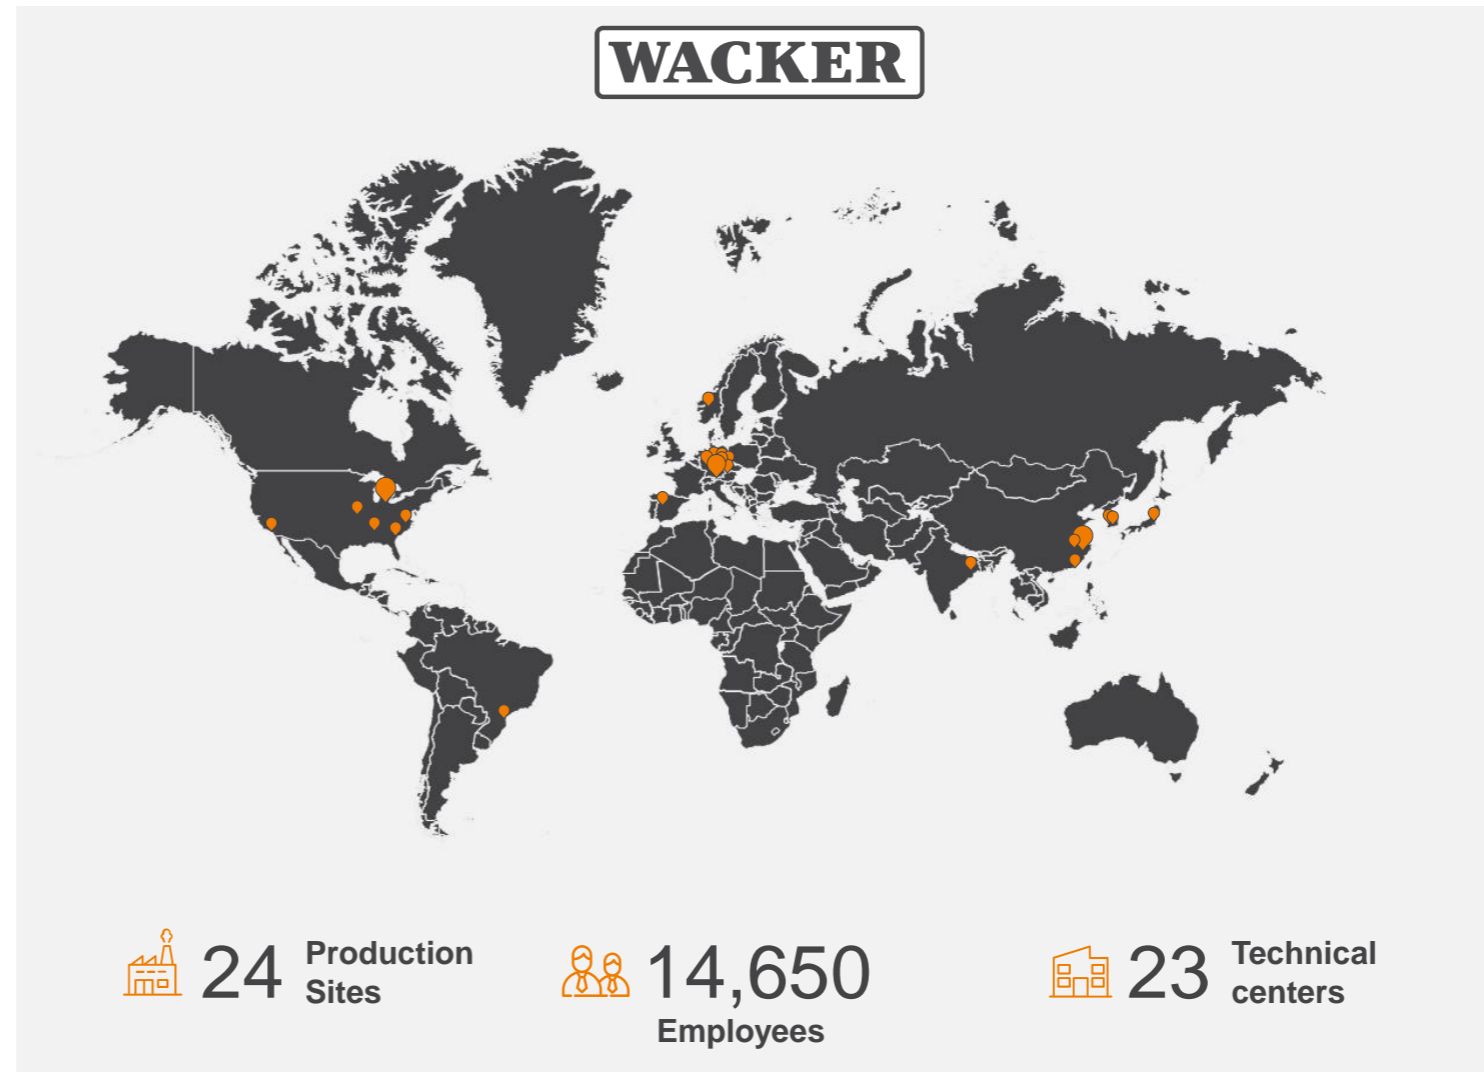 WACKER
24 Production
Sites
14,650
Employees
23 Technical
centers